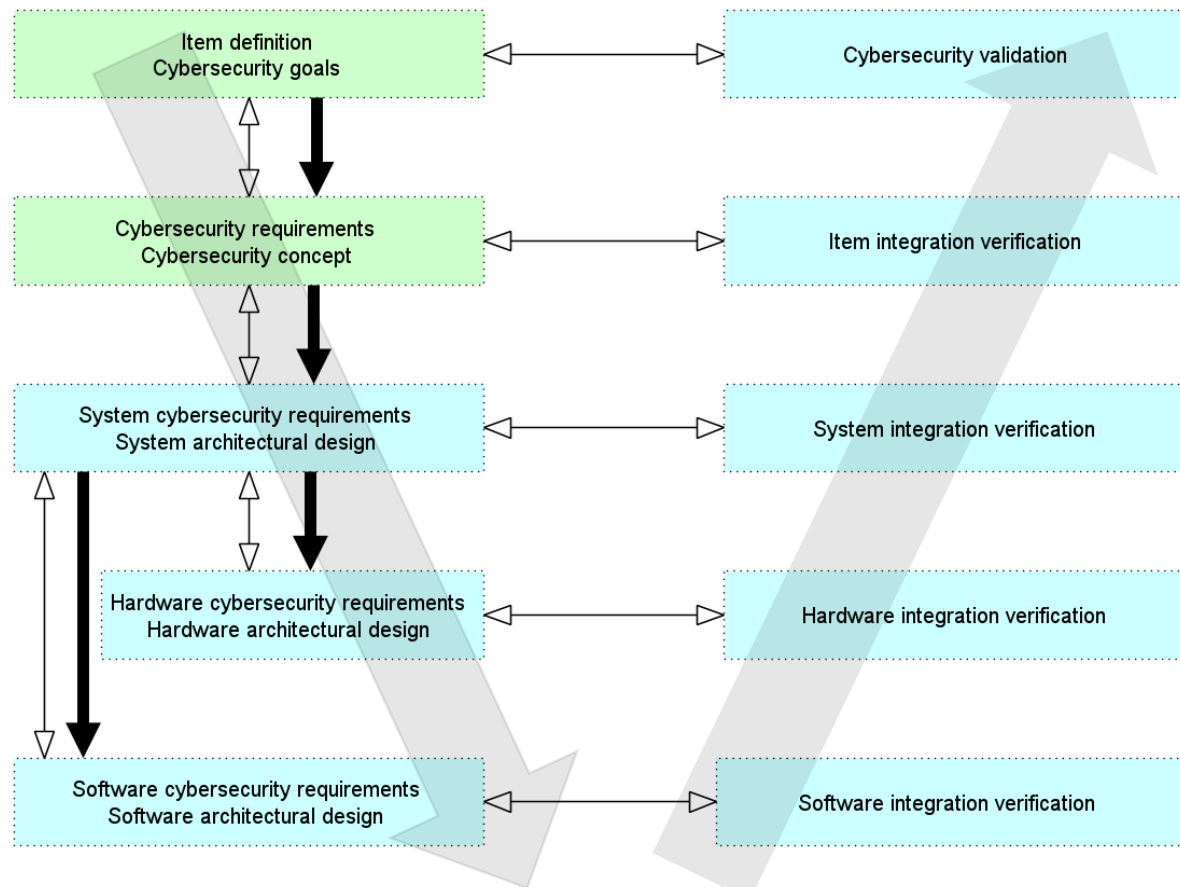 Item definition
Cybersecurity goals
Cybersecurity validation
Cybersecurity requirements
Cybersecurity concept
Item integration verification
System cybersecurity requirements
System architectural design
System integration verification
Hardware cybersecurity requirements
Hardware architectural design
Hardware integration verification
Software cybersecurity requirements
Software architectural design
Software integration verification